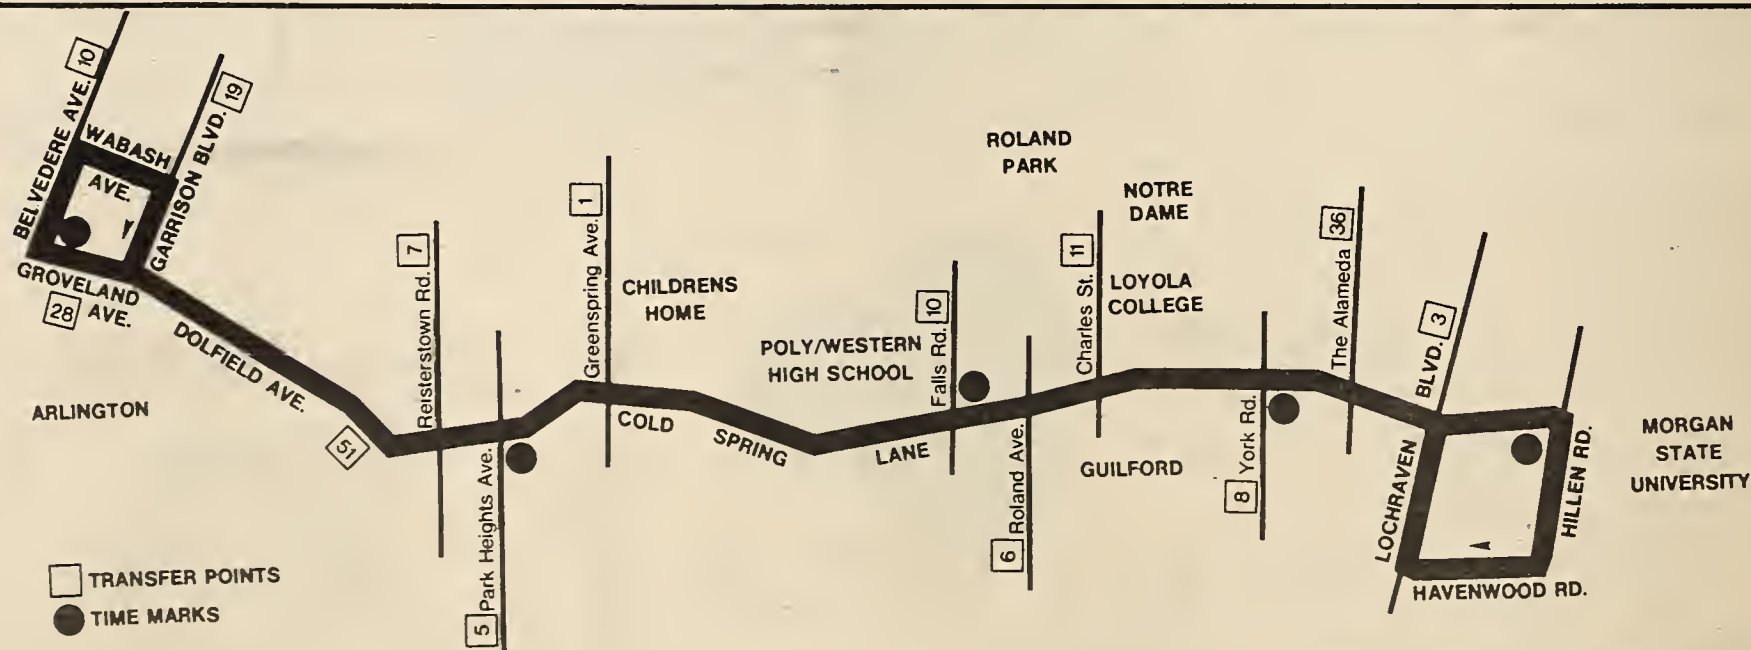 BELVEDERE AVE. 10
WABASH
AVE.
GARRISON BLVD. 19
GROVELAND
28 AVE.
DOLFIELD AVE.
ARLINGTON
51
Reisterstown Rd. 7
5 Park Heights Ave.
Greenspring Ave. 1
CHILDRENS
HOME
COLD
SPRING
LANE
POLY/WESTERN
HIGH SCHOOL
Falls Rd. 10
6 Roland Ave.
ROLAND
PARK
Charles St. 11
NOTRE
DAME
LOYOLA
COLLEGE
GUILFORD
8 York Rd.
The Alameda 36
LOCHRAVEN BLVD. 3
HILLEN RD.
HAVENWOOD RD.
MORGAN
STATE
UNIVERSITY
TRANSFER POINTS
TIME MARKS